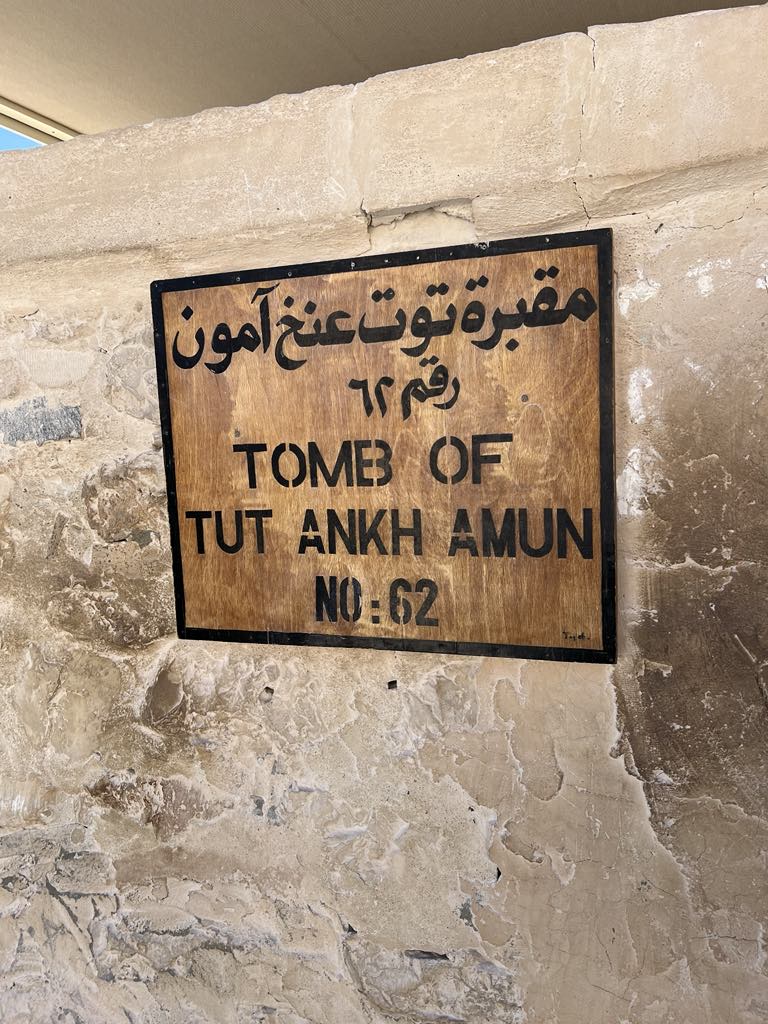 مقبرة توت عنخ آمون
رقم ٦٢
TOMB OF
TUT ANKH AMUN
NO: 62